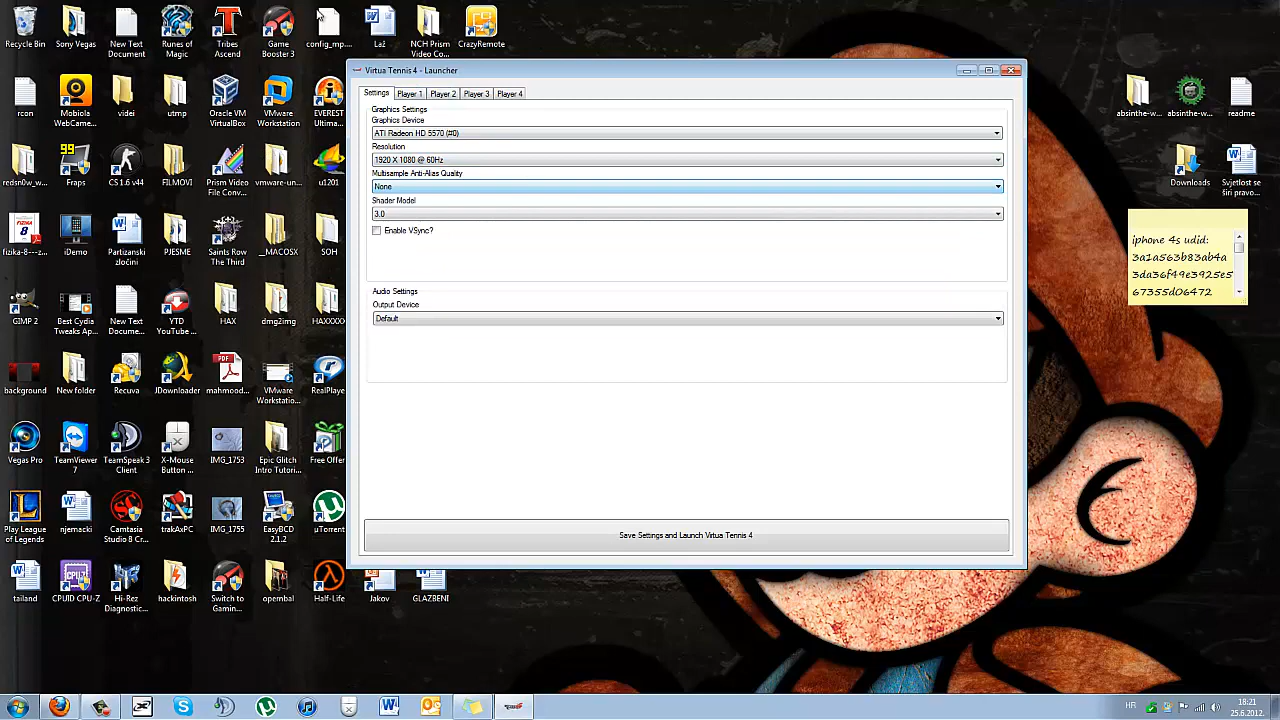 Recycle Bin
Sony Vegas
New Text Document
Runes of Magic
Tribes Ascend
Game Booster 3
config_mp....
Laž
NCH Prism Video Co...
CrazyRemote
Virtua Tennis 4 - Launcher
Settings
Player 1
Player 2
Player 3
Player 4
Graphics Settings
Graphics Device
ATI Radeon HD 5570 (#0)
Resolution
1920 X 1080 @ 60Hz
Multisample Anti-Alias Quality
None
Shader Model
3.0
Enable VSync?
Audio Settings
Output Device
Default
Save Settings and Launch Virtua Tennis 4
rcon
Mobiola WebCame...
videi
utmp
Oracle VM VirtualBox
VMware Workstation
EVEREST Ultima...
absinthe-w...
absinthe-w...
readme
redsn0w_w...
99
Fraps
CS 1.6 v44
FILMOVI
Prism Video File Conv...
vmware-un...
u1201
Downloads
Svjetlost se širi pravo...
iphone 4s udid:
3a1a563b83ab4a
3da36f49e3925e5
67355d06472
FIZIKA
8
fizika-8---z...
iDemo
Partizanski zločini
PJESME
Saints Row The Third
__MACOSX
SOH
GIMP 2
Best Cydia Tweaks Ap...
New Text Docume...
YTD YouTube ...
HAX
dmg2img
HAXXXX
background
New folder
Recuva
JDownloader
PDF
mahmood...
VMware Workstatio...
RealPlaye
Vegas Pro
TeamViewer 7
TeamSpeak 3 Client
X-Mouse Button ...
IMG_1753
Epic Glitch Intro Tutori...
Free Offer
Play League of Legends
njemacki
Camtasia Studio 8 Cr...
trakAxPC
IMG_1755
EasyBCD 2.1.2
µTorrent
tailand
CPUID
CPU-Z
CPUID CPU-Z
Hi-Rez Diagnostic...
hackintosh
Switch to Gamin...
openbal
Half-Life
Jakov
GLAZBENI
HR
18:21
25.6.2012.